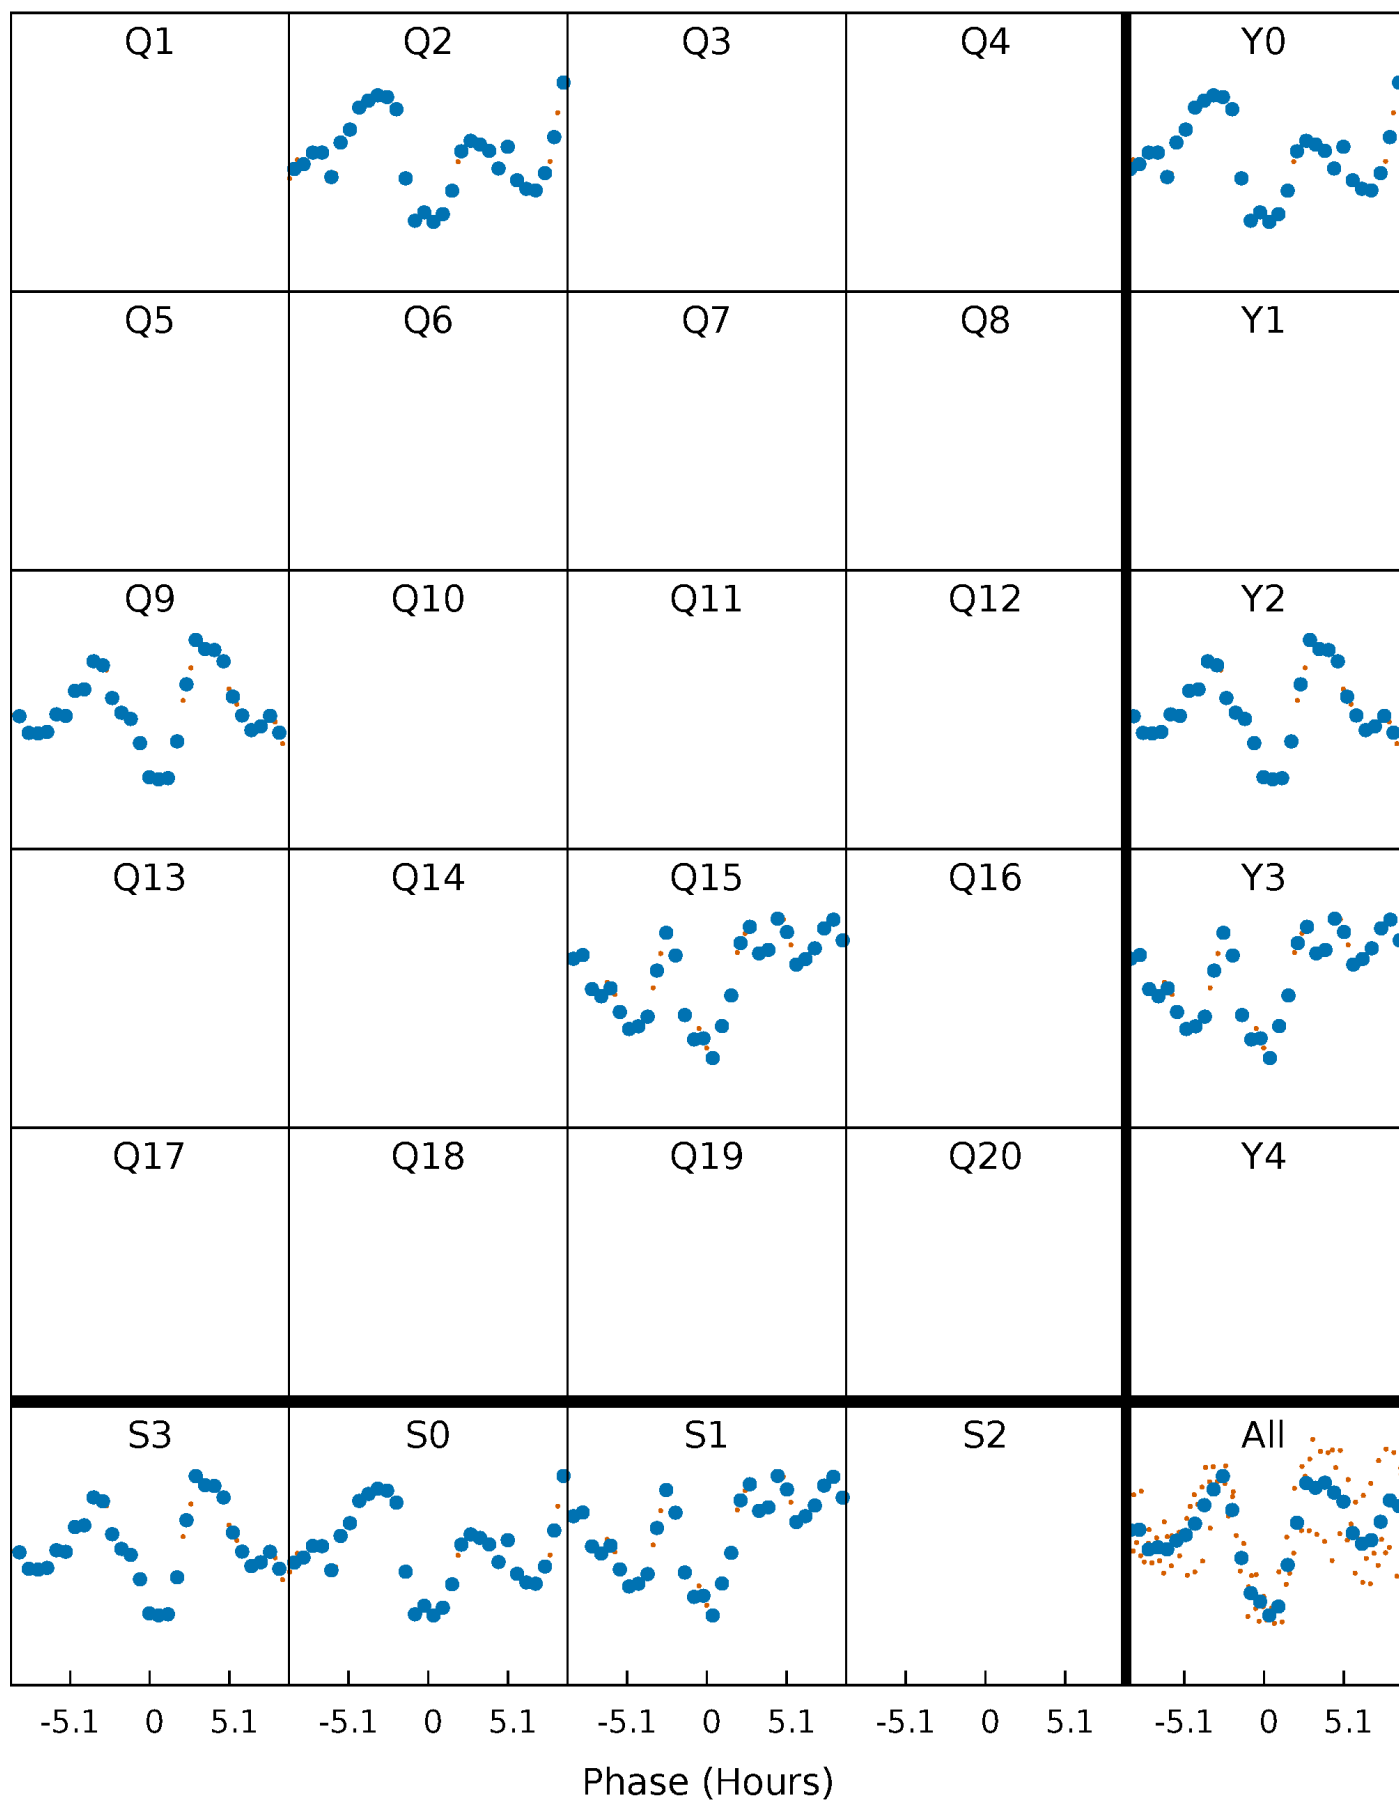 Q1 Q2 Q3 Q4 Y0
Q5 Q6 Q7 Q8 Y1
Q9 Q10 Q11 Q12 Y2
Q13 Q14 Q15 Q16 Y3
Q17 Q18 Q19 Q20 Y4
S3 S0 S1 S2 All
-5.1 0 5.1 -5.1 0 5.1 -5.1 0 5.1 -5.1 0 5.1 -5.1 0 5.1
Phase (Hours)